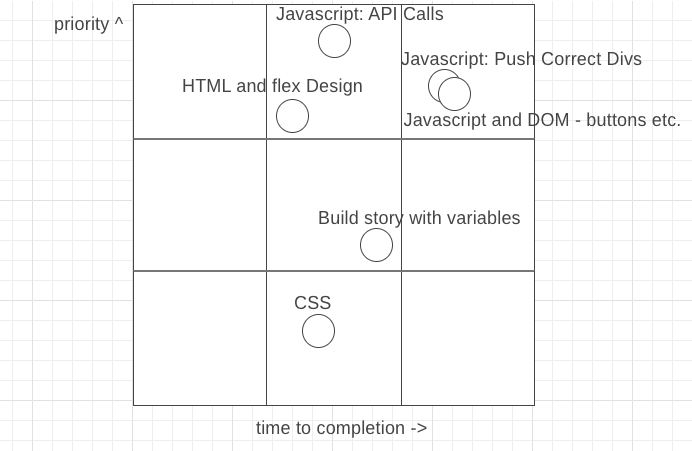 Javascript: API Calls
priority ^
Javascript: Push Correct Divs
HTML and flex Design
Javascript and DOM - buttons etc.
Build story with variables
CSS
time to completion ->